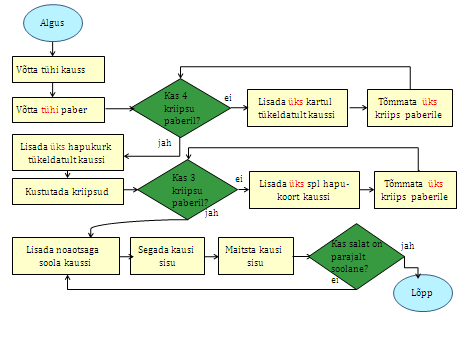 Algus
Võtta tühi kauss
Võtta tühi paber
Kas 4
kriipsu
paberil?
ei
Lisada üks kartul
tükeldatult kaussi
Tõmmata üks
kriips paberile
jah
Lisada üks hapukurk
tükeldatult kaussi
Kustutada kriipsud
Kas 3
kriipsu
paberil?
ei
Lisada üks spl hapu-
koort kaussi
Tõmmata üks
kriips paberile
jah
Lisada noaotsaga
soola kaussi
Segada kausi
sisu
Maitsta kausi
sisu
Kas salat on
parajalt
soolane?
jah
ei
Lõpp